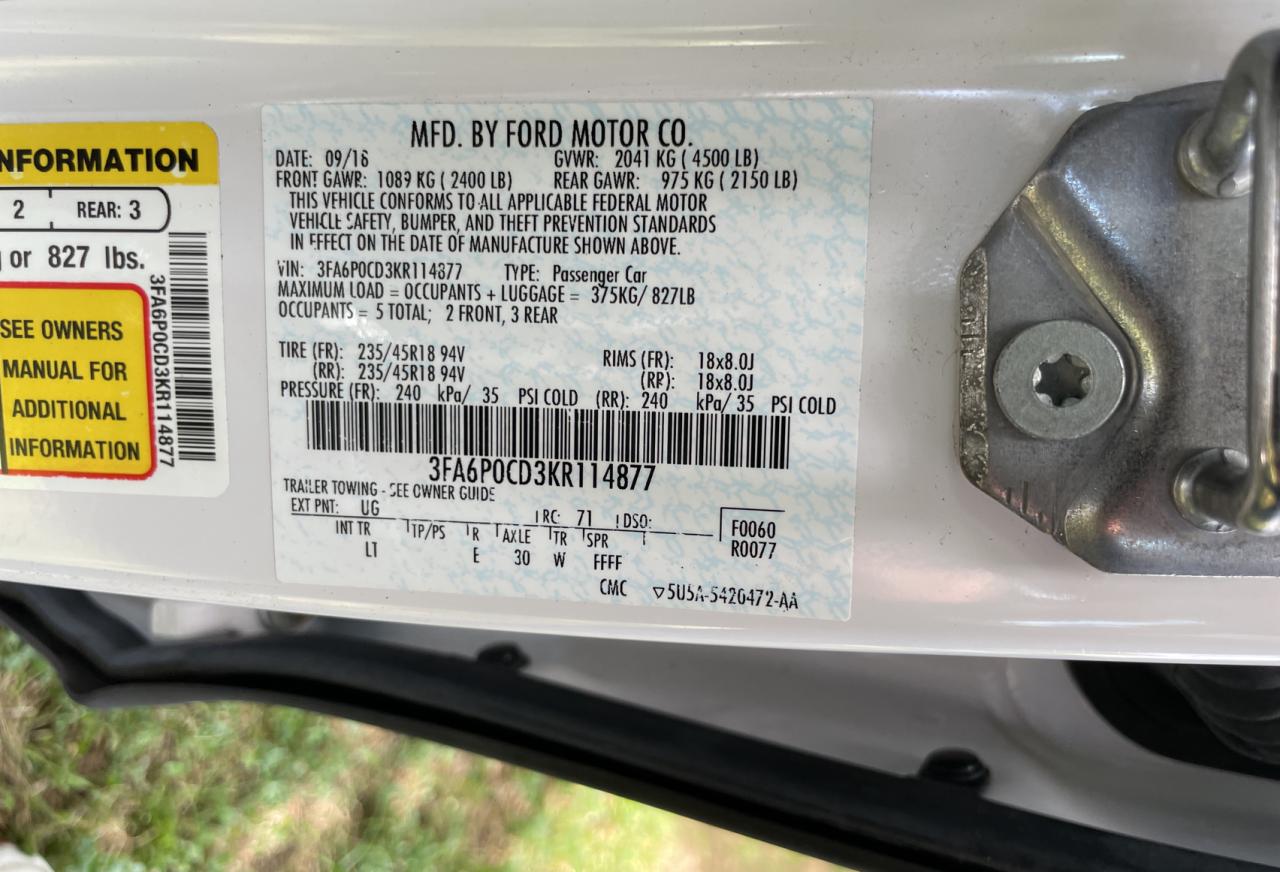 NFORMATION
2 REAR: 3
or 827 lbs.
SEE OWNERS
MANUAL FOR
ADDITIONAL
INFORMATION
3FA6P0CD3KR114877
MFD. BY FORD MOTOR CO.
DATE: 09/18 GVWR: 2041 KG ( 4500 LB)
FRONT GAWR: 1089 KG ( 2400 LB) REAR GAWR: 975 KG ( 2150 LB)
THIS VEHICLE CONFORMS TO ALL APPLICABLE FEDERAL MOTOR
VEHICLE SAFETY, BUMPER, AND THEFT PREVENTION STANDARDS
IN EFFECT ON THE DATE OF MANUFACTURE SHOWN ABOVE.
VIN: 3FA6P0CD3KR114877 TYPE: Passenger Car
MAXIMUM LOAD = OCCUPANTS + LUGGAGE = 375KG/ 827LB
OCCUPANTS = 5 TOTAL; 2 FRONT, 3 REAR
TIRE (FR): 235/45R18 94V RIMS (FR): 18x8.0J
(RR): 235/45R18 94V (RR): 18x8.0J
PRESSURE (FR): 240 kPa/ 35 PSI COLD (RR): 240 kPa/ 35 PSI COLD
3FA6P0CD3KR114877
TRAILER TOWING - SEE OWNER GUIDE
EXT PNT: UG RC: 71 DSO: F0060
INT TR TP/PS R AXLE TR SPR R0077
LT E 30 W FFFF
CMC ▽5U5A-5420472-AA